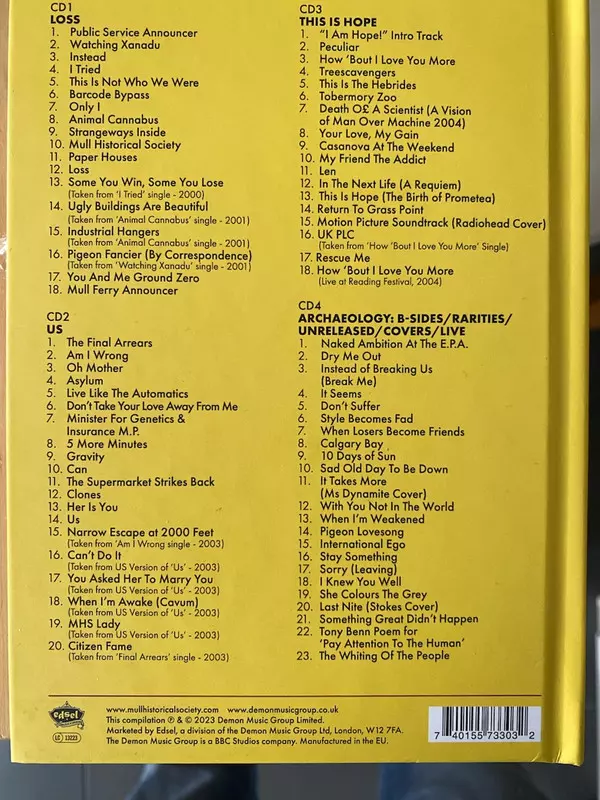 CD1
LOSS
1. Public Service Announcer
2. Watching Xanadu
3. Instead
4. I Tried
5. This Is Not Who We Were
6. Barcode Bypass
7. Only I
8. Animal Cannabus
9. Strangeways Inside
10. Mull Historical Society
11. Paper Houses
12. Loss
13. Some You Win, Some You Lose
(Taken from 'I Tried' single - 2000)
14. Ugly Buildings Are Beautiful
(Taken from 'Animal Cannabus' single - 2001)
15. Industrial Hangers
(Taken from 'Animal Cannabus' single - 2001)
16. Pigeon Fancier (By Correspondence)
(Taken from 'Watching Xanadu' single - 2001)
17. You And Me Ground Zero
18. Mull Ferry Announcer
CD2
US
1. The Final Arrears
2. Am I Wrong
3. Oh Mother
4. Asylum
5. Live Like The Automatics
6. Don't Take Your Love Away From Me
7. Minister For Genetics &
Insurance M.P.
8. 5 More Minutes
9. Gravity
10. Can
11. The Supermarket Strikes Back
12. Clones
13. Her Is You
14. Us
15. Narrow Escape at 2000 Feet
(Taken from 'Am I Wrong single - 2003)
16. Can't Do It
(Taken from US Version of 'Us' - 2003)
17. You Asked Her To Marry You
(Taken from US Version of 'Us' - 2003)
18. When I'm Awake (Cavum)
(Taken from US Version of 'Us' - 2003)
19. MHS Lady
(Taken from US Version of 'Us' - 2003)
20. Citizen Fame
(Taken from 'Final Arrears' single - 2003)
CD3
THIS IS HOPE
1. "I Am Hope!" Intro Track
2. Peculiar
3. How 'Bout I Love You More
4. Treescavengers
5. This Is The Hebrides
6. Tobermory Zoo
7. Death O£ A Scientist (A Vision
of Man Over Machine 2004)
8. Your Love, My Gain
9. Casanova At The Weekend
10. My Friend The Addict
11. Len
12. In The Next Life (A Requiem)
13. This Is Hope (The Birth of Prometea)
14. Return To Grass Point
15. Motion Picture Soundtrack (Radiohead Cover)
16. UK PLC
(Taken from 'How 'Bout I Love You More' Single)
17. Rescue Me
18. How 'Bout I Love You More
(Live at Reading Festival, 2004)
CD4
ARCHAEOLOGY: B-SIDES/RARITIES/
UNRELEASED/COVERS/LIVE
1. Naked Ambition At The E.P.A.
2. Dry Me Out
3. Instead of Breaking Us
(Break Me)
4. It Seems
5. Don't Suffer
6. Style Becomes Fad
7. When Losers Become Friends
8. Calgary Bay
9. 10 Days of Sun
10. Sad Old Day To Be Down
11. It Takes More
(Ms Dynamite Cover)
12. With You Not In The World
13. When I'm Weakened
14. Pigeon Lovesong
15. International Ego
16. Stay Something
17. Sorry (Leaving)
18. I Knew You Well
19. She Colours The Grey
20. Last Nite (Stokes Cover)
21. Something Great Didn't Happen
22. Tony Benn Poem for
'Pay Attention To The Human'
23. The Whiting Of The People
edsel
LC 13223
www.mullhistoricalsociety.com www.demonmusicgroup.co.uk
This compilation ℗ & © 2023 Demon Music Group Limited.
Marketed by Edsel, a division of the Demon Music Group Ltd, London, W12 7FA.
The Demon Music Group is a BBC Studios company. Manufactured in the EU.
7 40155 73303 2